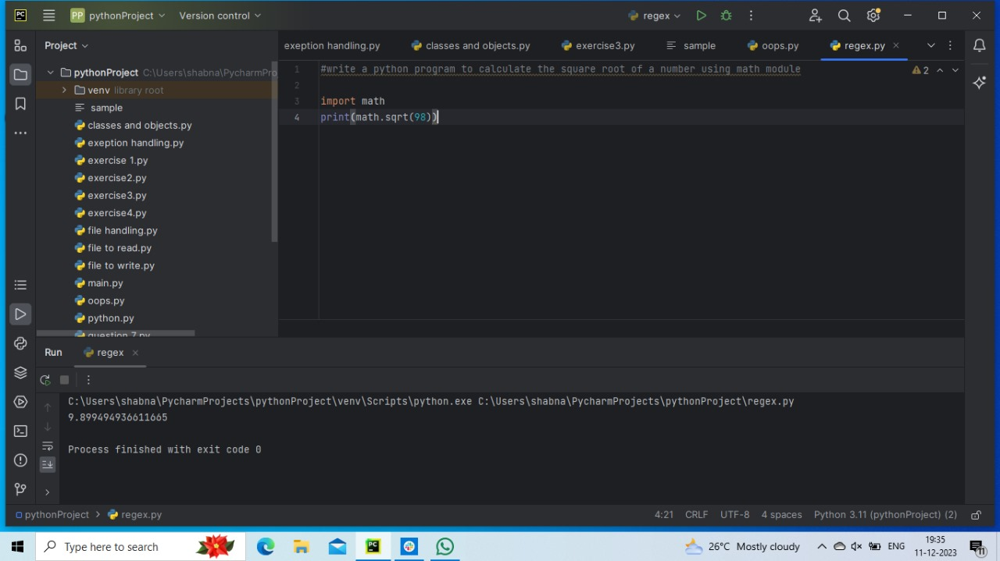 PC
PP pythonProject
Version control
regex
Project
exeption handling.py
classes and objects.py
exercise3.py
sample
oops.py
regex.py
pythonProject C:\Users\shabna\PycharmPro
venv library root
sample
classes and objects.py
exeption handling.py
exercise 1.py
exercise2.py
exercise3.py
exercise4.py
file handling.py
file to read.py
file to write.py
main.py
oops.py
python.py
question 7.py
1 #write a python program to calculate the square root of a number using math module
2
3 import math
4 print(math.sqrt(98))
2
Run
regex
C:\Users\shabna\PycharmProjects\pythonProject\venv\Scripts\python.exe C:\Users\shabna\PycharmProjects\pythonProject\regex.py
9.899494936611665
Process finished with exit code 0
pythonProject > regex.py
4:21 CRLF UTF-8 4 spaces Python 3.11 (pythonProject) (2)
Type here to search
PC
26°C Mostly cloudy
ENG
19:35
11-12-2023
11